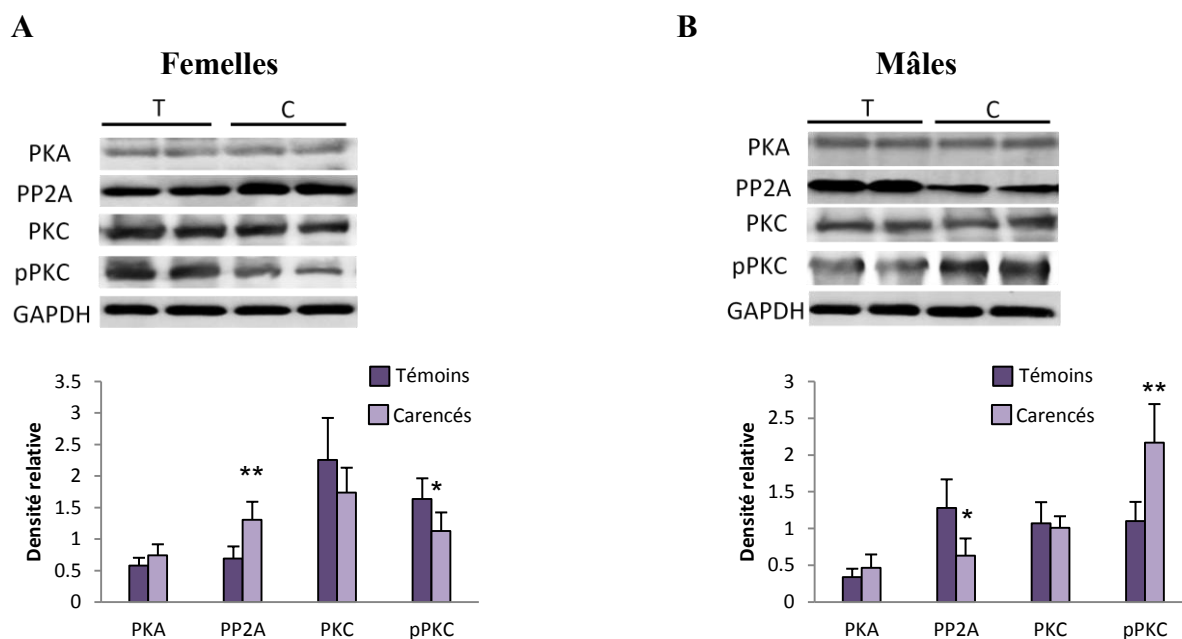 A
Femelles
T C
PKA
PP2A
PKC
pPKC
GAPDH
3.5
3
2.5
2
1.5
1
0.5
0
Densité relative
Témoins
Carencés
**
*
PKA PP2A PKC pPKC
B
Mâles
T C
PKA
PP2A
PKC
pPKC
GAPDH
3
2.5
2
1.5
1
0.5
0
Densité relative
Témoins
Carencés
*
**
PKA PP2A PKC pPKC